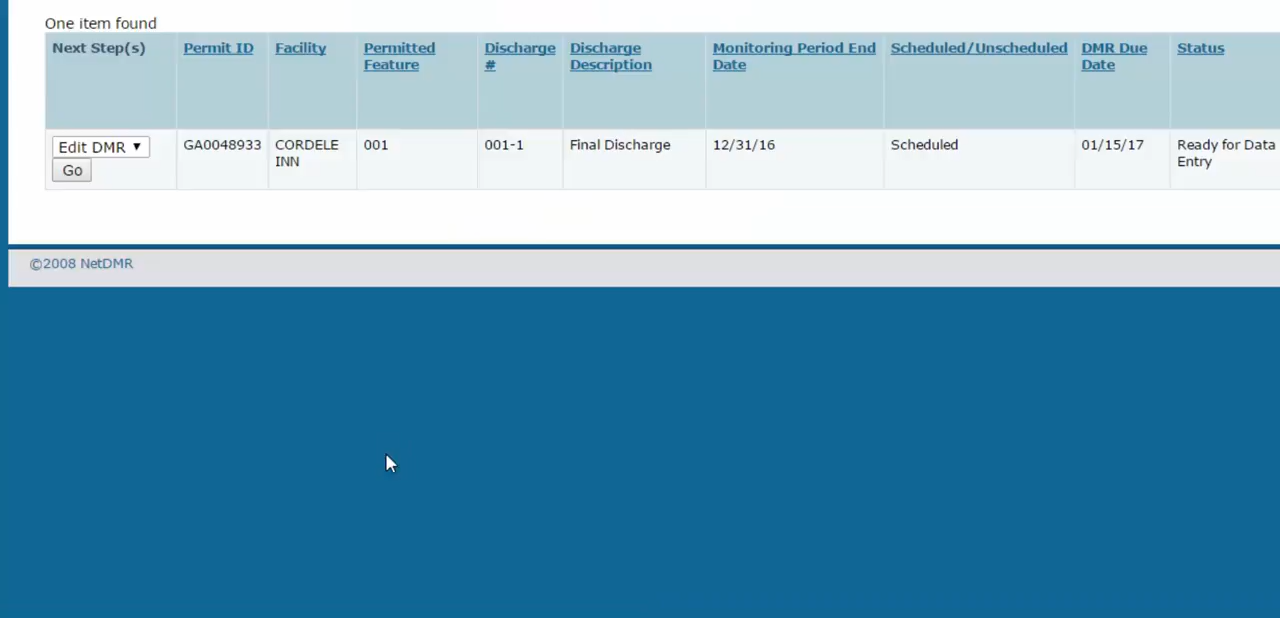 One item found
Next Step(s) Permit ID Facility Permitted Feature Discharge # Discharge Description Monitoring Period End Date Scheduled/Unscheduled DMR Due Date Status
Edit DMR GA0048933 CORDELE INN 001 001-1 Final Discharge 12/31/16 Scheduled 01/15/17 Ready for Data Entry
Go
©2008 NetDMR